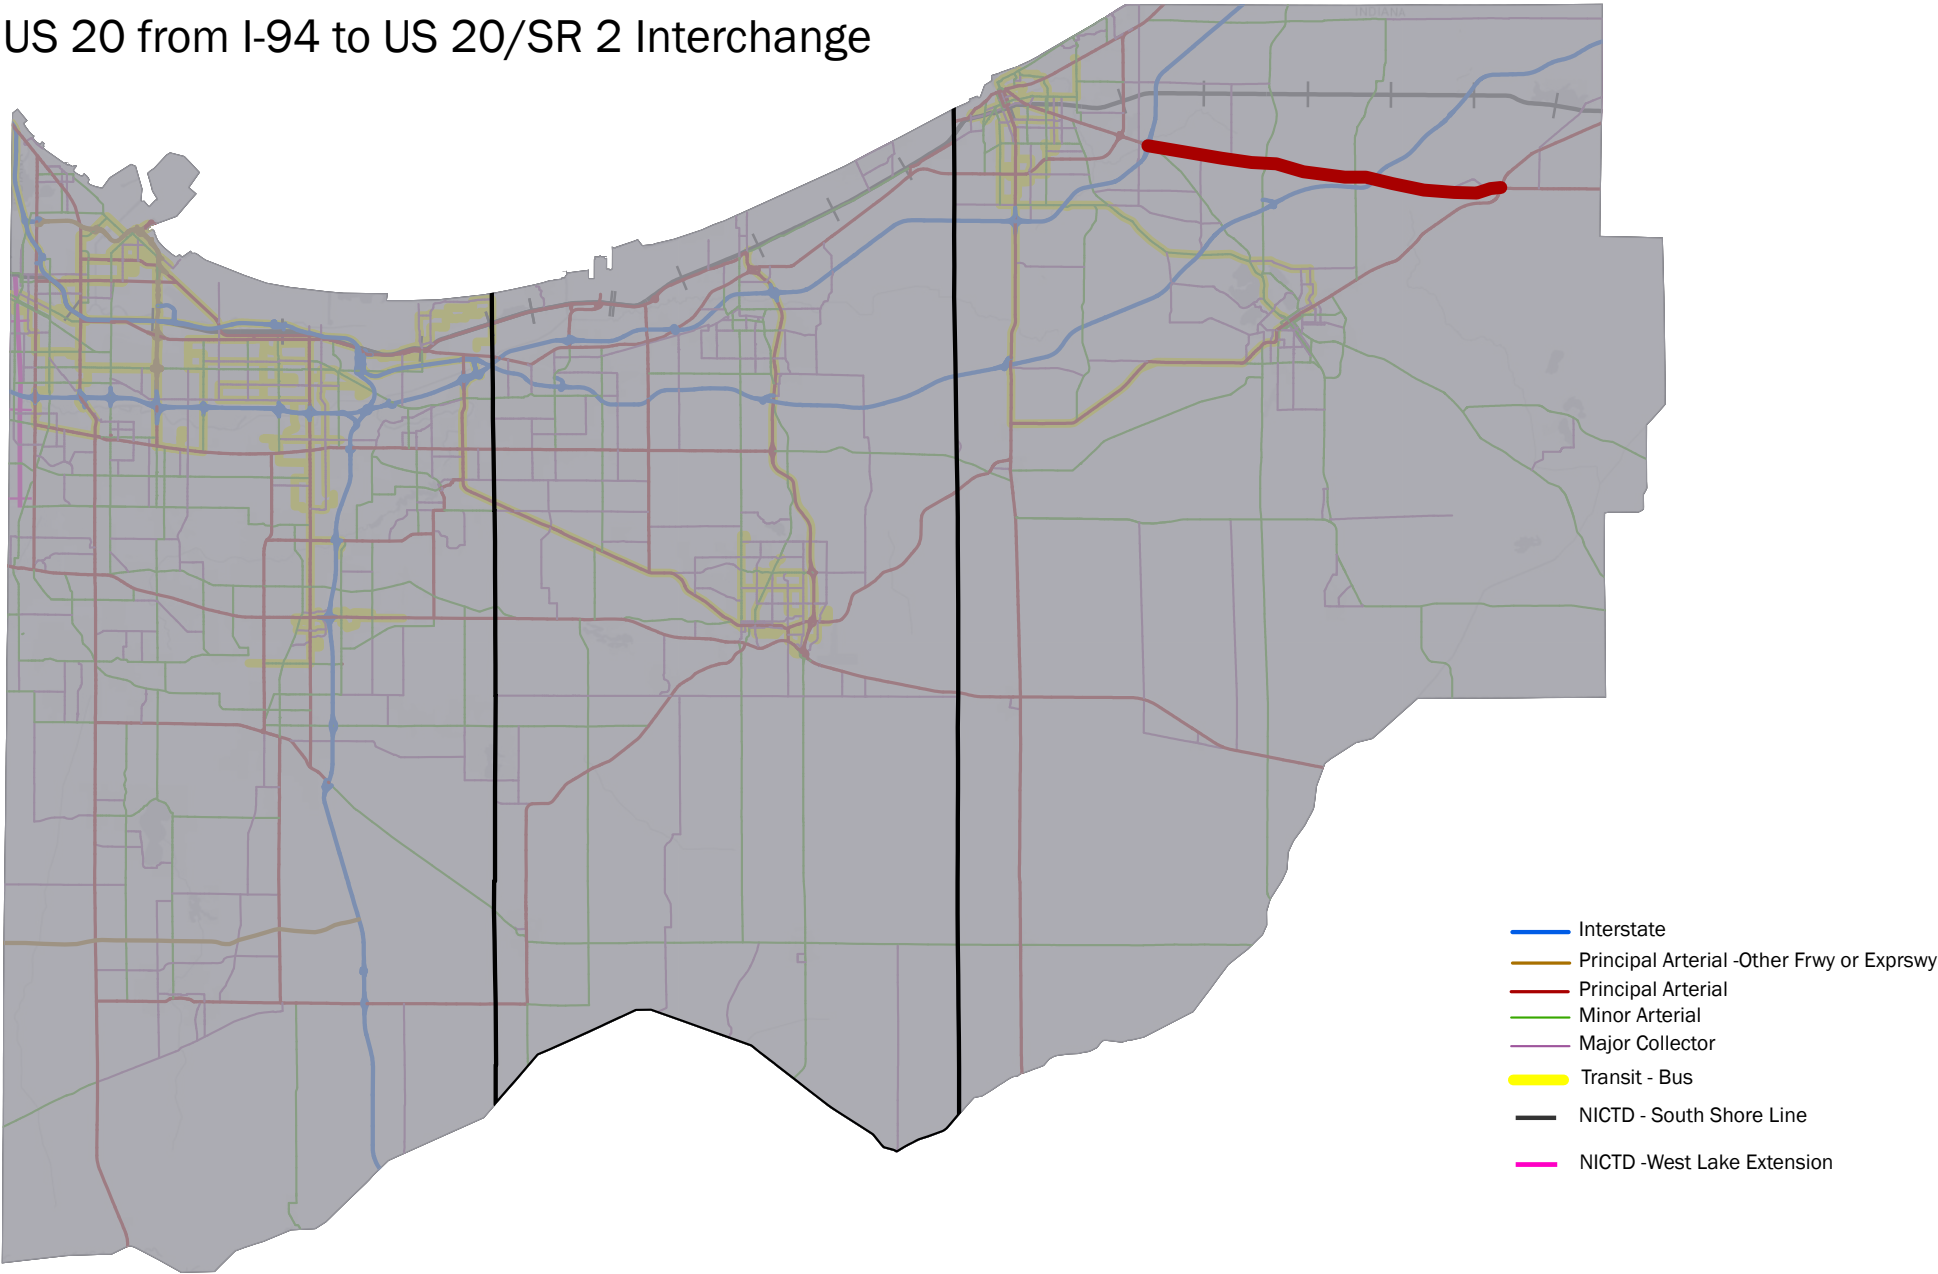 US 20 from I-94 to US 20/SR 2 Interchange
INDIANA
Interstate
Principal Arterial -Other Frwy or Exprswy
Principal Arterial
Minor Arterial
Major Collector
Transit - Bus
NICTD - South Shore Line
NICTD -West Lake Extension